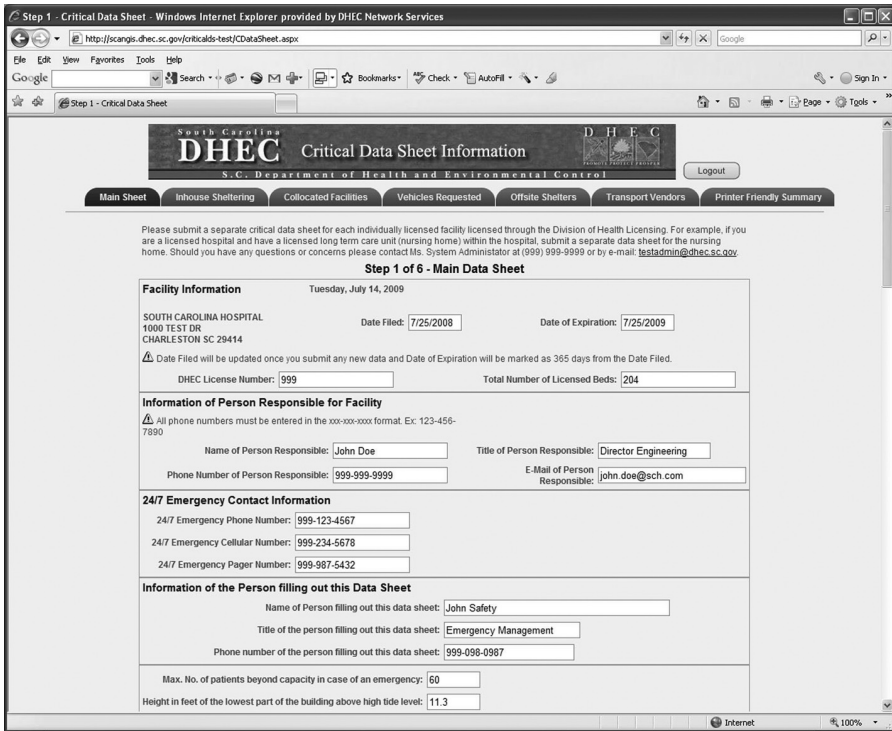 Step 1 - Critical Data Sheet - Windows Internet Explorer provided by DHEC Network Services
http://scangis.dhec.sc.gov/criticalds-test/CDataSheet.aspx
Google
File Edit View Favorites Tools Help
Google Search Bookmarks Check AutoFill Sign In
Step 1 - Critical Data Sheet Page Tools
South Carolina
DHEC Critical Data Sheet Information D H E C
PROMOTE PROTECT PROSPER
S.C. Department of Health and Environmental Control
Logout
Main Sheet Inhouse Sheltering Collocated Facilities Vehicles Requested Offsite Shelters Transport Vendors Printer Friendly Summary
Please submit a separate critical data sheet for each individually licensed facility licensed through the Division of Health Licensing. For example, if you
are a licensed hospital and have a licensed long term care unit (nursing home) within the hospital, submit a separate data sheet for the nursing
home. Should you have any questions or concerns please contact Ms. System Administator at (999) 999-9999 or by e-mail: testadmin@dhec.sc.gov.
Step 1 of 6 - Main Data Sheet
Facility Information Tuesday, July 14, 2009
SOUTH CAROLINA HOSPITAL
1000 TEST DR
CHARLESTON SC 29414
Date Filed: 7/25/2008 Date of Expiration: 7/25/2009
Date Filed will be updated once you submit any new data and Date of Expiration will be marked as 365 days from the Date Filed.
DHEC License Number: 999 Total Number of Licensed Beds: 204
Information of Person Responsible for Facility
All phone numbers must be entered in the xxx-xxx-xxxx format. Ex: 123-456-
7890
Name of Person Responsible: John Doe Title of Person Responsible: Director Engineering
Phone Number of Person Responsible: 999-999-9999 E-Mail of Person
Responsible: john.doe@sch.com
24/7 Emergency Contact Information
24/7 Emergency Phone Number: 999-123-4567
24/7 Emergency Cellular Number: 999-234-5678
24/7 Emergency Pager Number: 999-987-5432
Information of the Person filling out this Data Sheet
Name of Person filling out this data sheet: John Safety
Title of the person filling out this data sheet: Emergency Management
Phone number of the person filling out this data sheet: 999-098-0987
Max. No. of patients beyond capacity in case of an emergency: 60
Height in feet of the lowest part of the building above high tide level: 11.3
Internet 100%